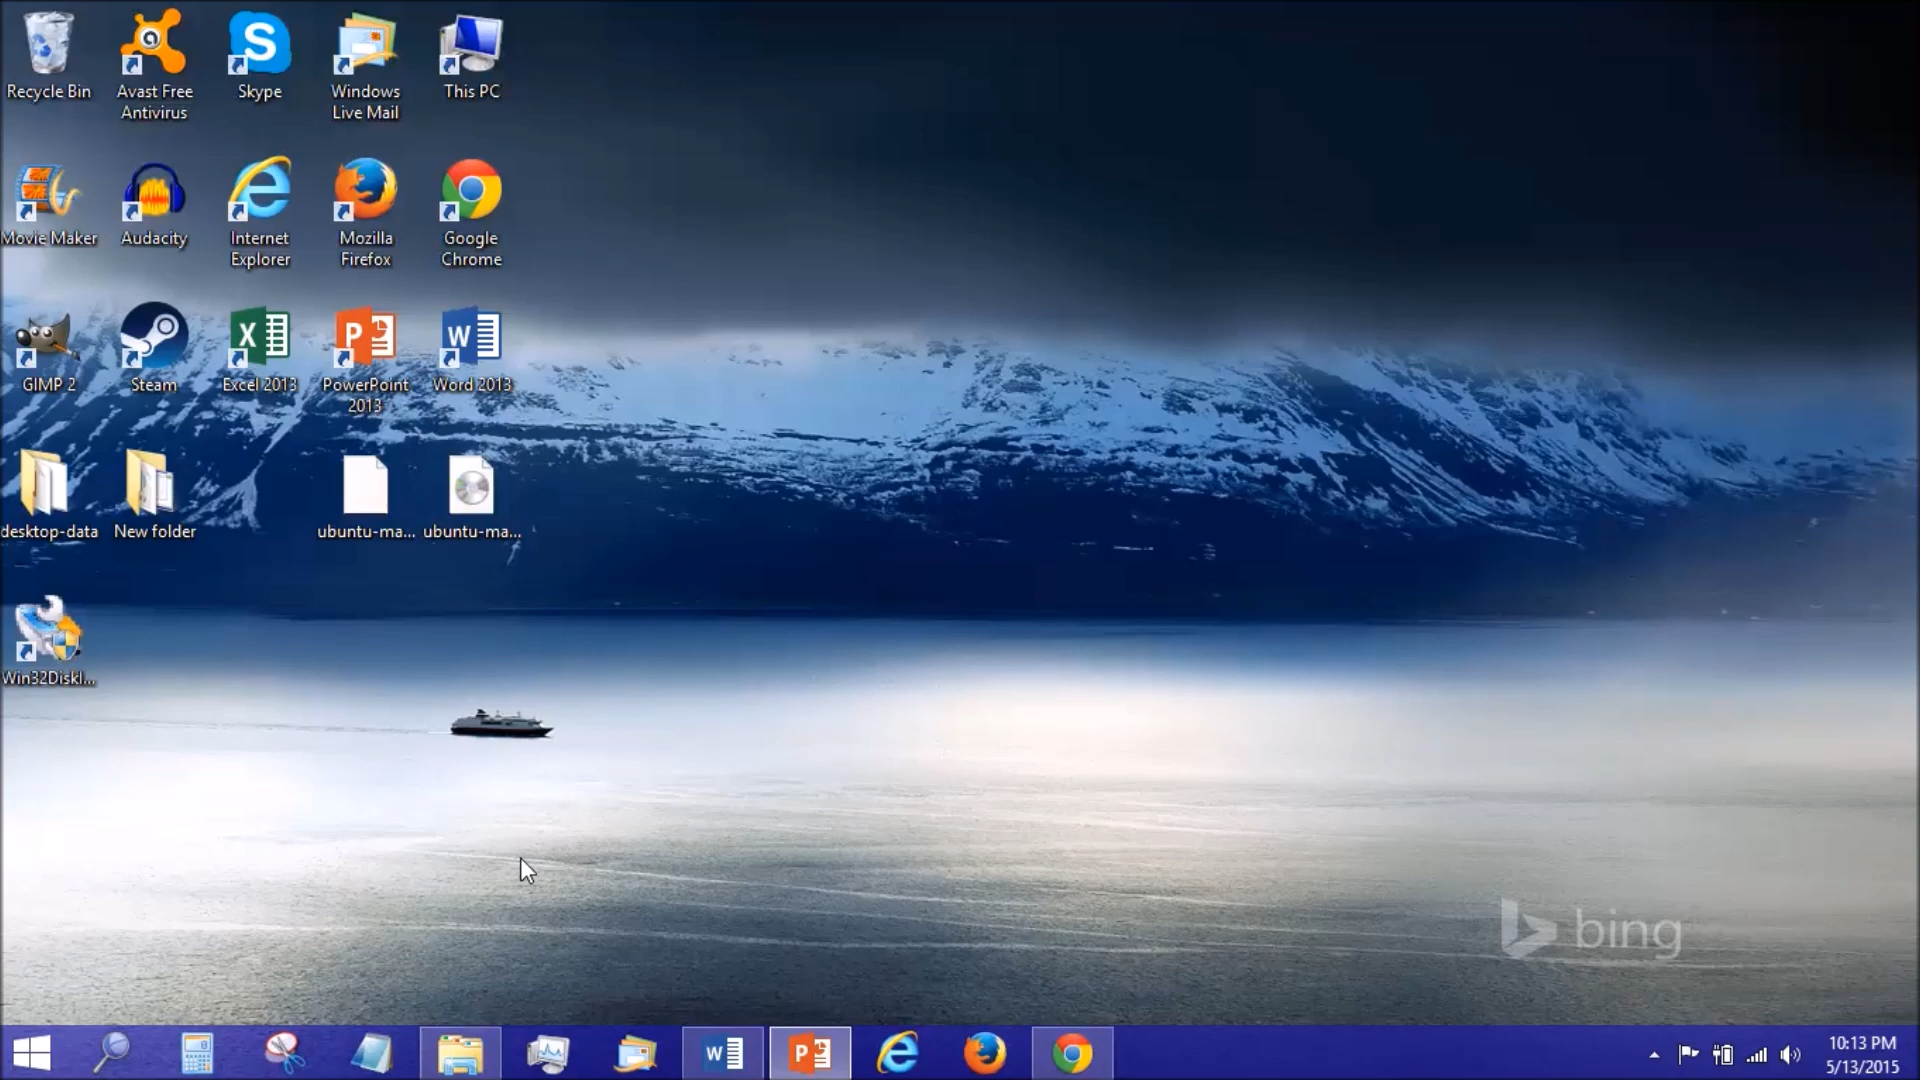 Recycle Bin
Avast Free
Antivirus
Skype
Windows
Live Mail
This PC
Movie Maker
Audacity
Internet
Explorer
Mozilla
Firefox
Google
Chrome
GIMP 2
Steam
Excel 2013
PowerPoint
2013
Word 2013
desktop-data
New folder
ubuntu-ma...
ubuntu-ma...
Win32DiskI...
bing
10:13 PM
5/13/2015